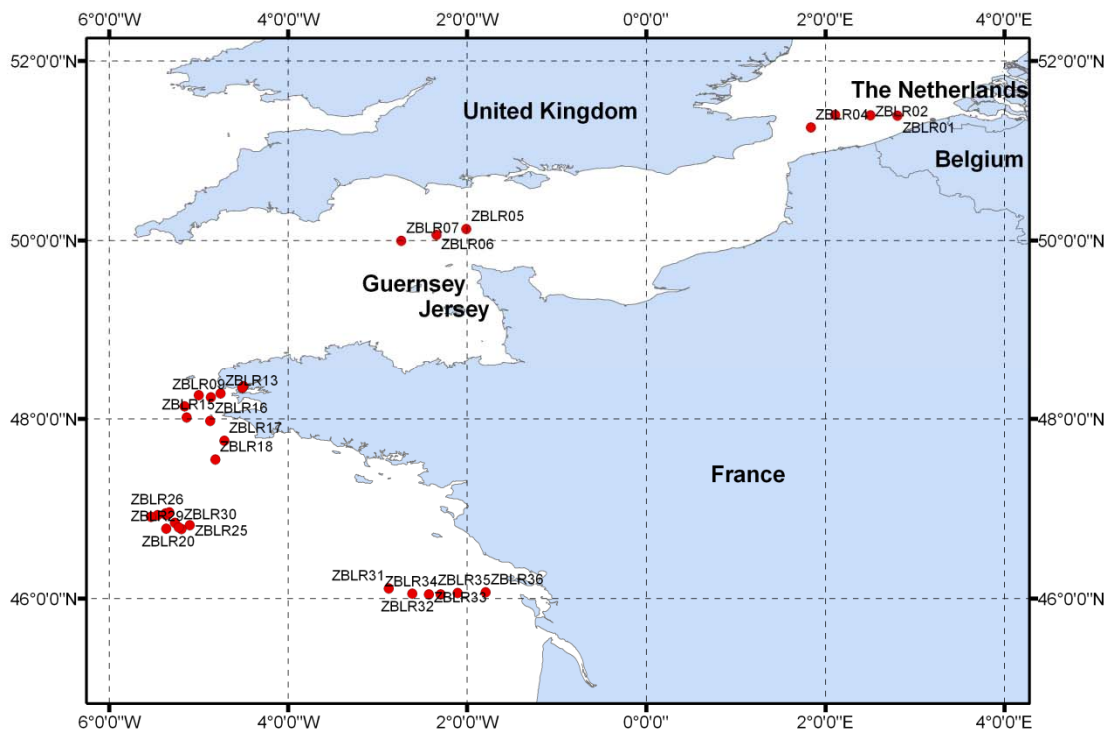 6°0'0"W 4°0'0"W 2°0'0"W 0°0'0" 2°0'0"E 4°0'0"E
52°0'0"N 52°0'0"N
The Netherlands
United Kingdom
ZBLR04 ZBLR02
ZBLR01
Belgium
ZBLR05
ZBLR07
ZBLR06
50°0'0"N 50°0'0"N
Guernsey
Jersey
ZBLR09 ZBLR13
ZBLR15 ZBLR16
48°0'0"N 48°0'0"N
ZBLR17
ZBLR18
France
ZBLR26
ZBLR29 ZBLR30
ZBLR25
ZBLR20
ZBLR31 ZBLR34 ZBLR35 ZBLR36
ZBLR32 ZBLR33
46°0'0"N 46°0'0"N
6°0'0"W 4°0'0"W 2°0'0"W 0°0'0" 2°0'0"E 4°0'0"E